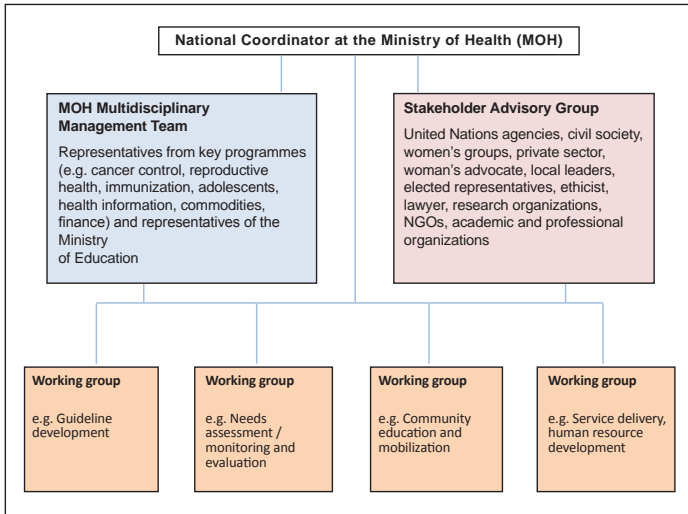 National Coordinator at the Ministry of Health (MOH)
MOH Multidisciplinary
Management Team
Representatives from key programmes
(e.g. cancer control, reproductive
health, immunization, adolescents,
health information, commodities,
finance) and representatives of the
Ministry
of Education
Stakeholder Advisory Group
United Nations agencies, civil society,
women's groups, private sector,
woman's advocate, local leaders,
elected representatives, ethicist,
lawyer, research organizations,
NGOs, academic and professional
organizations
Working group
e.g. Guideline
development
Working group
e.g. Needs
assessment /
monitoring and
evaluation
Working group
e.g. Community
education and
mobilization
Working group
e.g. Service delivery,
human resource
development